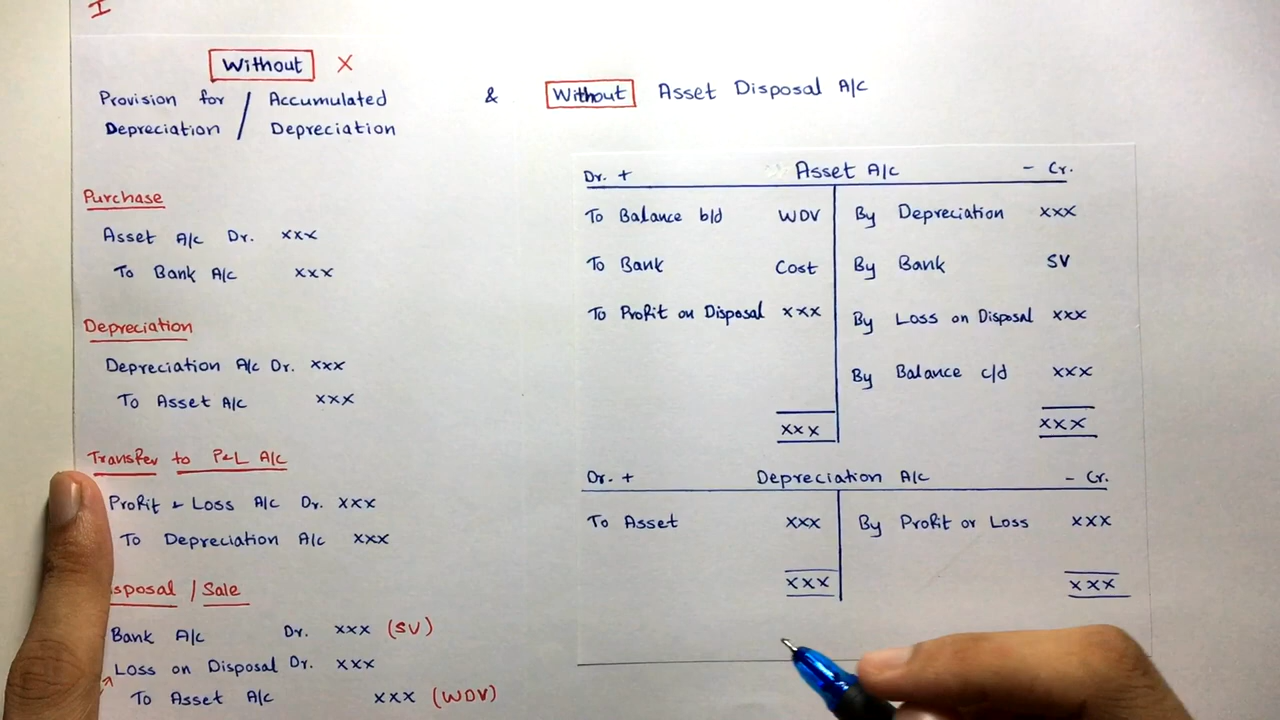 Without X
Provision for / Accumulated
Depreciation / Depreciation
& Without Asset Disposal A/c
Purchase
Asset A/c Dr. xxx
To Bank A/c xxx
Depreciation
Depreciation A/c Dr. xxx
To Asset A/c xxx
Transfer to P&L A/c
Profit & Loss A/c Dr. xxx
To Depreciation A/c xxx
sposal / Sale
Bank A/c Dr. xxx (SV)
Loss on Disposal Dr. xxx
To Asset A/c xxx (WDV)
Dr. + Asset A/c - Cr.
To Balance b/d WDV By Depreciation xxx
To Bank Cost By Bank SV
To Profit on Disposal xxx By Loss on Disposal xxx
By Balance c/d xxx
xxx xxx
Dr. + Depreciation A/c - Cr.
To Asset xxx By Profit or Loss xxx
xxx xxx